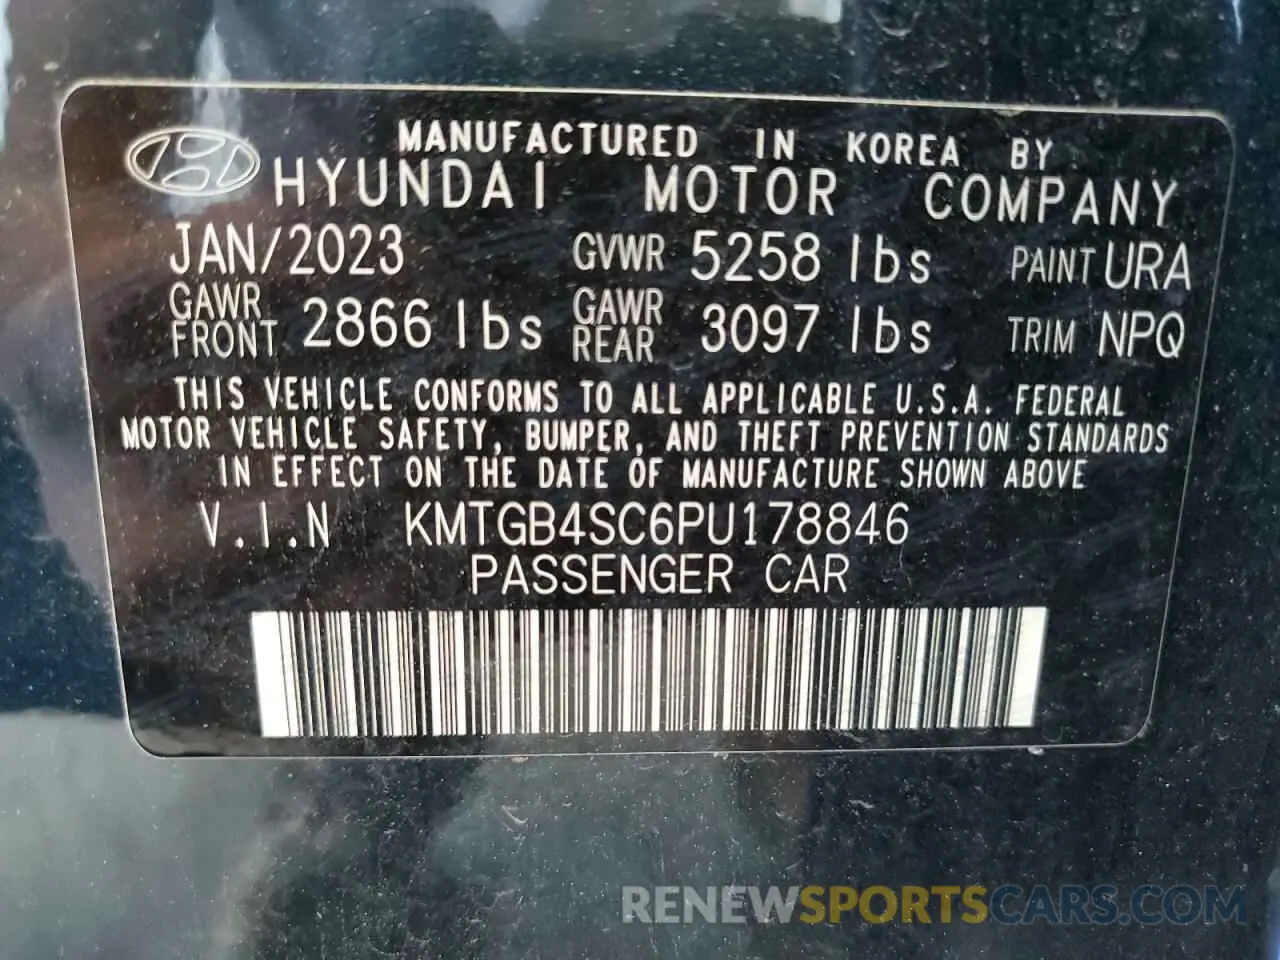 MANUFACTURED IN KOREA BY
HYUNDAI MOTOR COMPANY
JAN/2023 GVWR 5258 lbs PAINT URA
GAWR FRONT 2866 lbs GAWR REAR 3097 lbs TRIM NPQ
THIS VEHICLE CONFORMS TO ALL APPLICABLE U.S.A. FEDERAL
MOTOR VEHICLE SAFETY, BUMPER, AND THEFT PREVENTION STANDARDS
IN EFFECT ON THE DATE OF MANUFACTURE SHOWN ABOVE
V.I.N KMTGB4SC6PU178846
PASSENGER CAR
RENEWSPORTSCARS.COM